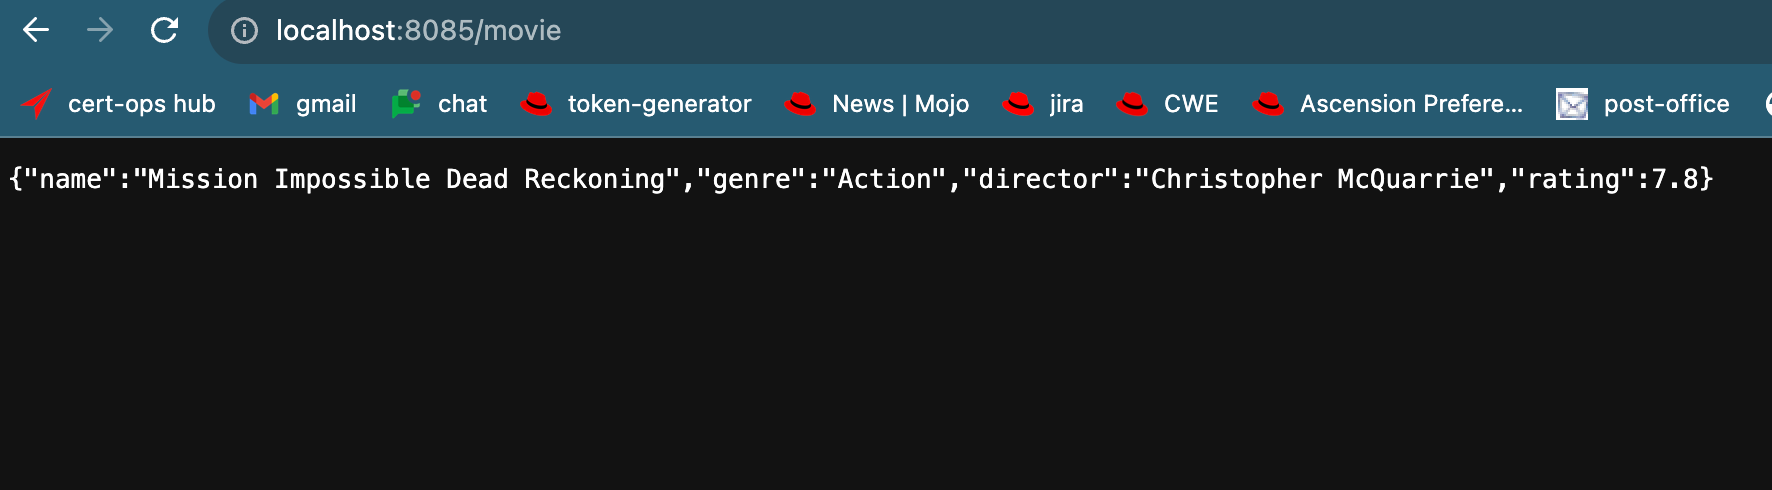 localhost:8085/movie
cert-ops hub gmail chat token-generator News | Mojo jira CWE Ascension Prefere... post-office
{"name":"Mission Impossible Dead Reckoning","genre":"Action","director":"Christopher McQuarrie","rating":7.8}